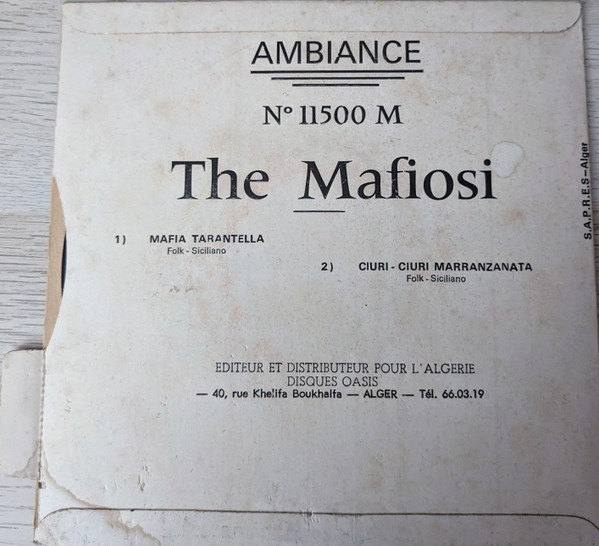 AMBIANCE
Nº 11500 M
The Mafiosi
1) MAFIA TARANTELLA
Folk - Siciliano
2) CIURI - CIURI MARRANZANATA
Folk - Siciliano
EDITEUR ET DISTRIBUTEUR POUR L'ALGERIE
DISQUES OASIS
— 40, rue Khelifa Boukhalfa — ALGER — Tél. 66.03.19
S.A.P.R.E.S–Alger